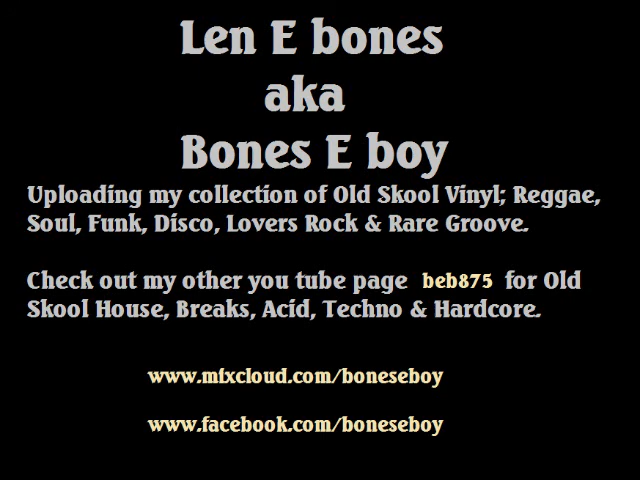 Len E bones
aka
Bones E boy
Uploading my collection of Old Skool Vinyl; Reggae,
Soul, Funk, Disco, Lovers Rock & Rare Groove.
Check out my other you tube page beb875 for Old
Skool House, Breaks, Acid, Techno & Hardcore.
www.mixcloud.com/boneseboy
www.facebook.com/boneseboy